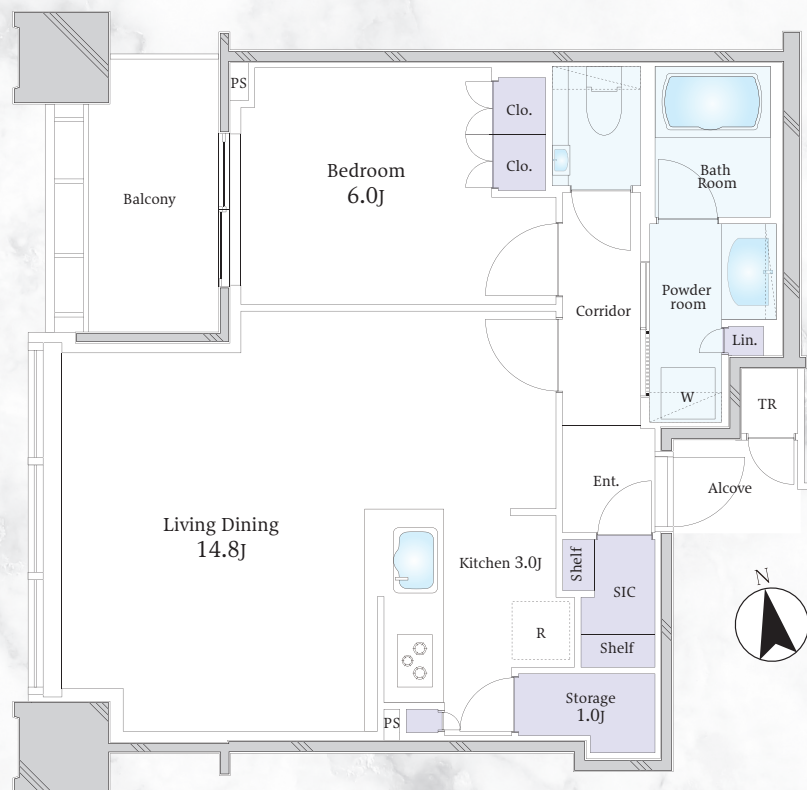 PS
Clo.
Clo.
Bedroom
6.0J
Bath
Room
Balcony
Powder
room
Corridor
Lin.
W
TR
Ent.
Alcove
Living Dining
14.8J
Kitchen 3.0J
Shelf
SIC
N
R
Shelf
Storage
1.0J
PS